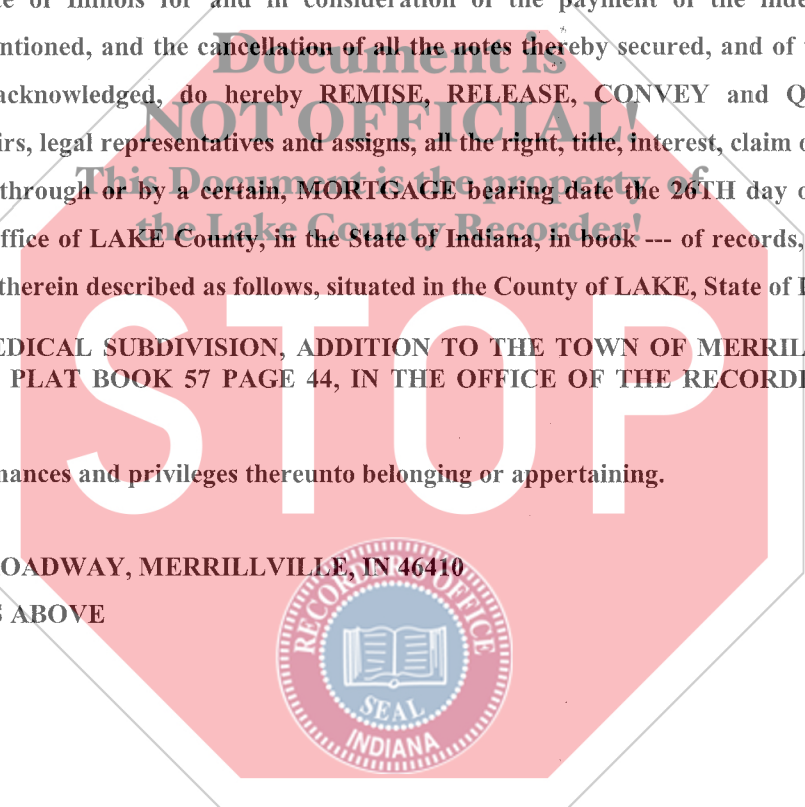 te of Illinois for and in consideration of the payment of the inde
ntioned, and the cancellation of all the notes thereby secured, and of
Document is
acknowledged, do hereby REMISE, RELEASE, CONVEY and Q
NOT OFFICIAL!
irs, legal representatives and assigns, all the right, title, interest, claim o
This Document is the property of
through or by a certain, MORTGAGE bearing date the 26TH day o
the Lake County Recorder!
ffice of LAKE County, in the State of Indiana, in book --- of records,
therein described as follows, situated in the County of LAKE, State of I
EDICAL SUBDIVISION, ADDITION TO THE TOWN OF MERRIL
PLAT BOOK 57 PAGE 44, IN THE OFFICE OF THE RECORDE
STOP
nances and privileges thereunto belonging or appertaining.
OADWAY, MERRILLVILLE, IN 46410
S ABOVE
RECORDER'S OFFICE
SEAL
INDIANA